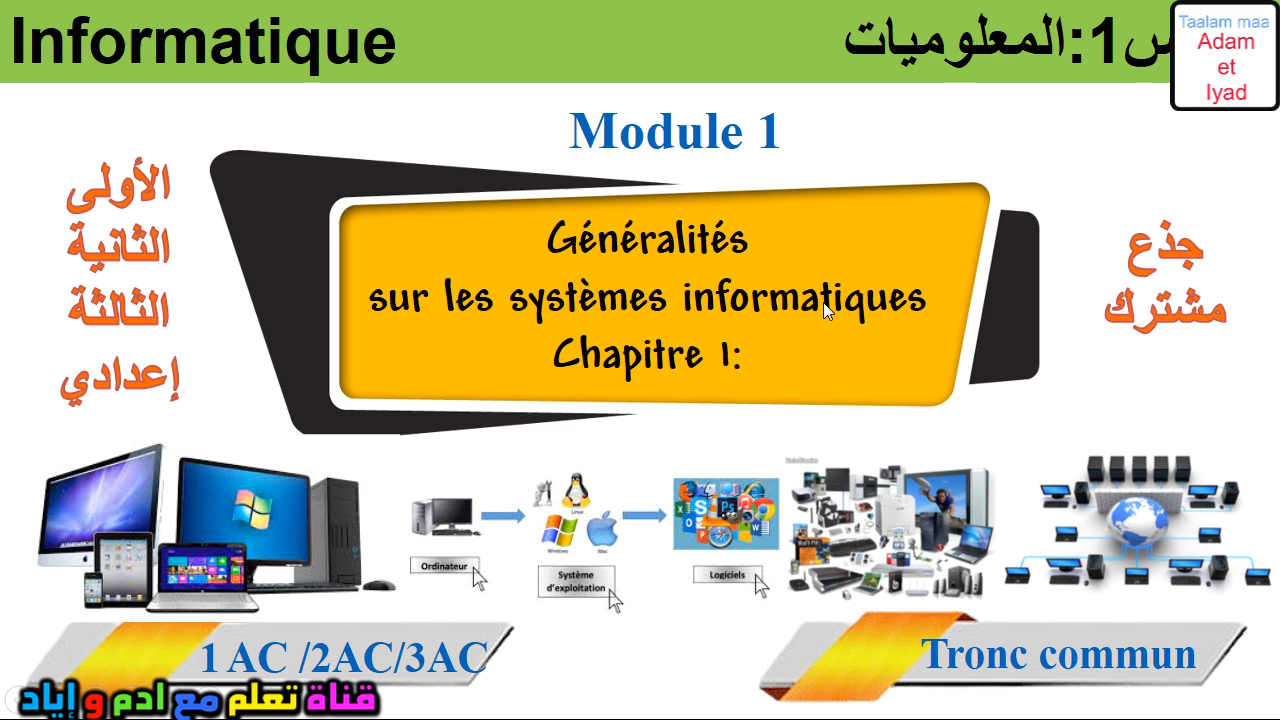 Informatique
س1:المعلوميات
Taalam maa
Adam
et
Iyad
Module 1
الأولى
الثانية
الثالثة
إعدادي
Généralités
sur les systèmes informatiques
Chapitre 1:
جذع
مشترك
Linux
Windows
Mac
Ordinateur
Système
d'exploitation
Logiciels
1 AC /2AC/3AC
Tronc commun
قناة تعلم مع ادم و إياد